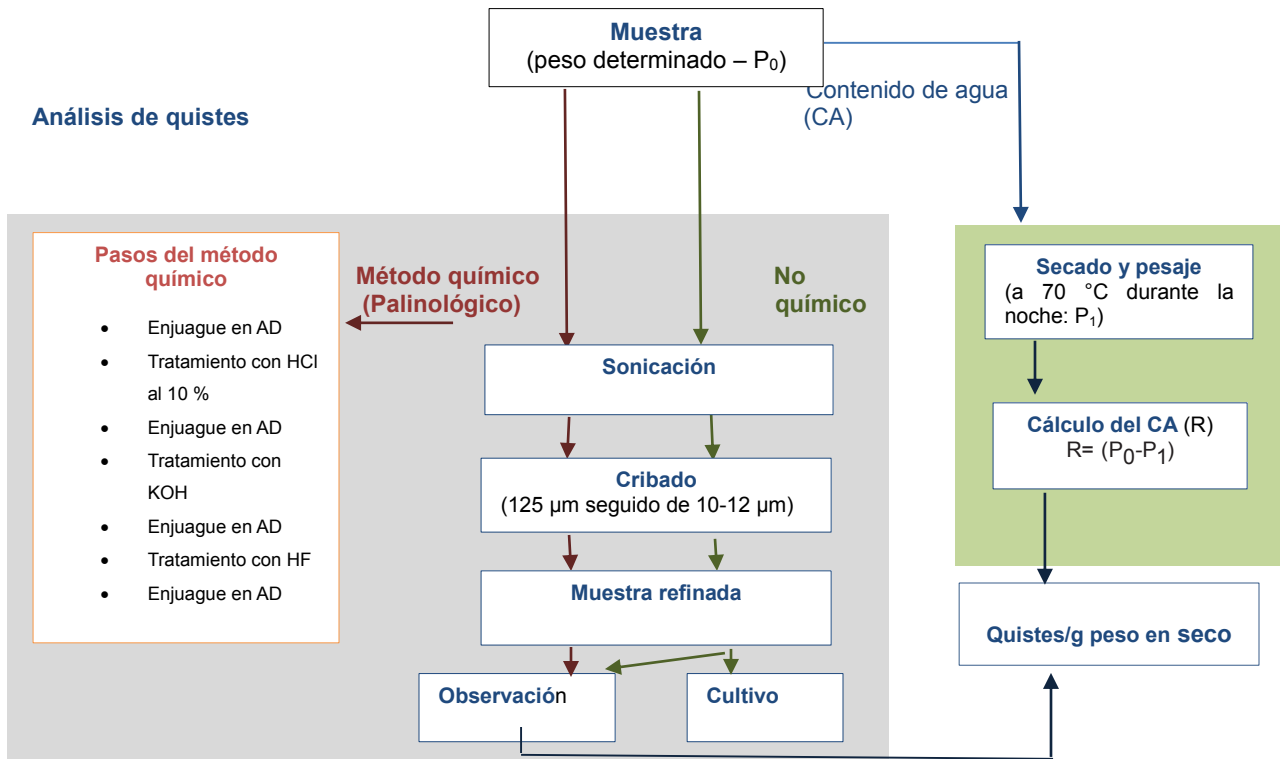 Muestra
(peso determinado – P₀)
Contenido de agua
(CA)
Análisis de quistes
Pasos del método
químico
• Enjuague en AD
• Tratamiento con HCl
al 10 %
• Enjuague en AD
• Tratamiento con
KOH
• Enjuague en AD
• Tratamiento con HF
• Enjuague en AD
Método químico
(Palinológico)
No
químico
Sonicación
Cribado
(125 µm seguido de 10-12 µm)
Muestra refinada
Observación
Cultivo
Secado y pesaje
(a 70 °C durante la
noche: P₁)
Cálculo del CA (R)
R= (P₀-P₁)
Quistes/g peso en seco